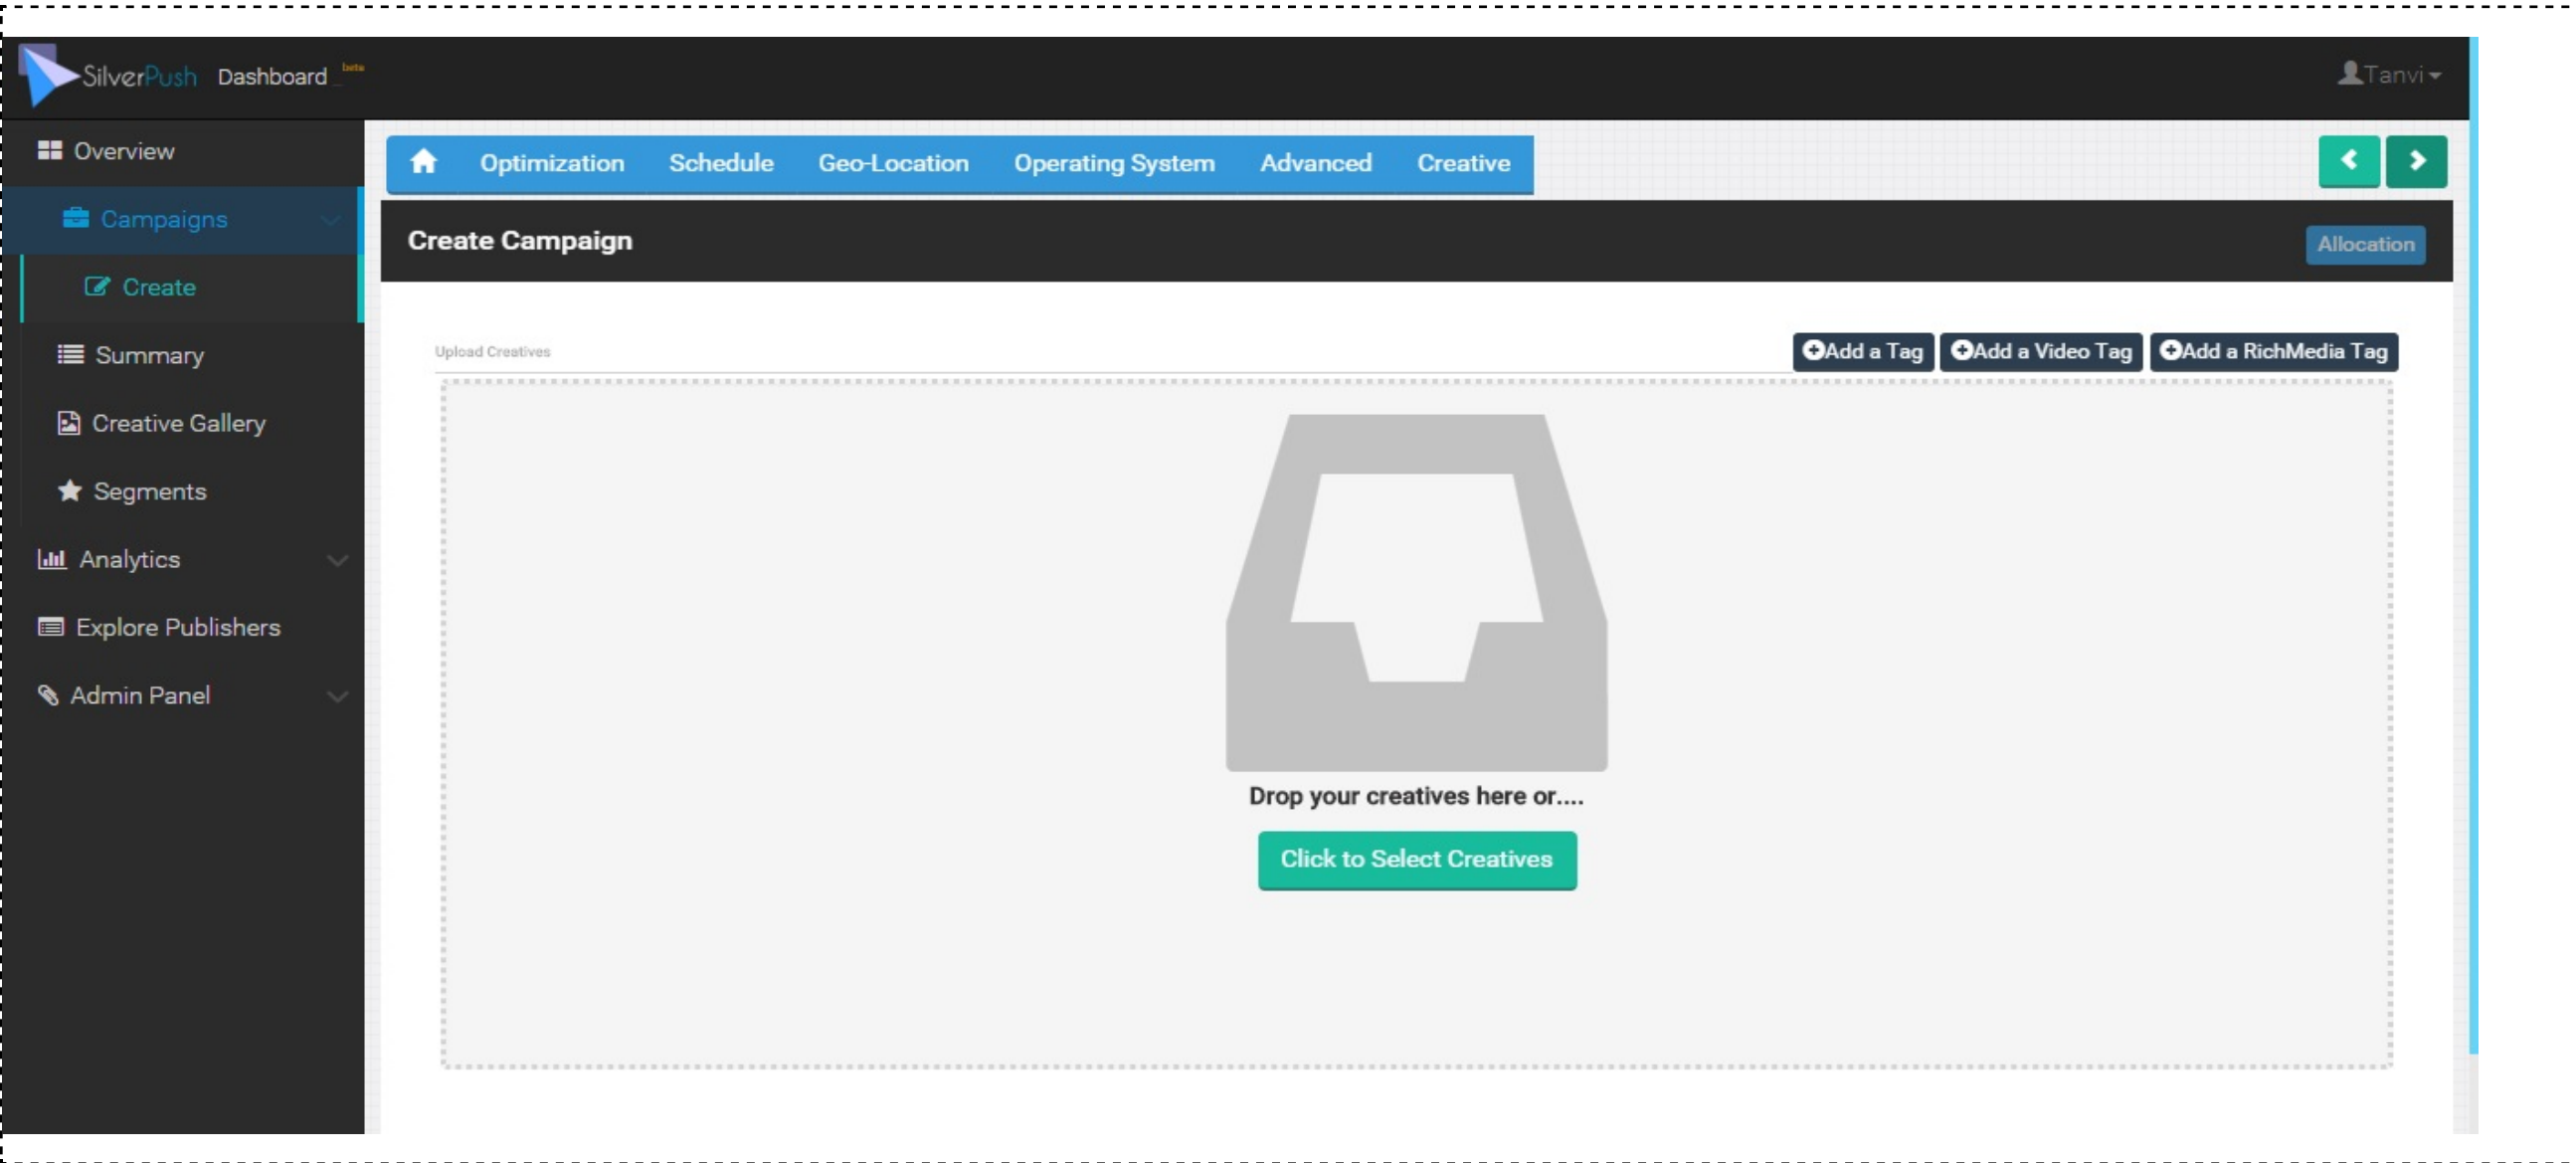 SilverPush Dashboard beta
Tanvi
Overview
Campaigns
Create
Summary
Creative Gallery
Segments
Analytics
Explore Publishers
Admin Panel
Optimization Schedule Geo-Location Operating System Advanced Creative
Create Campaign
Allocation
Upload Creatives
Add a Tag Add a Video Tag Add a RichMedia Tag
Drop your creatives here or....
Click to Select Creatives